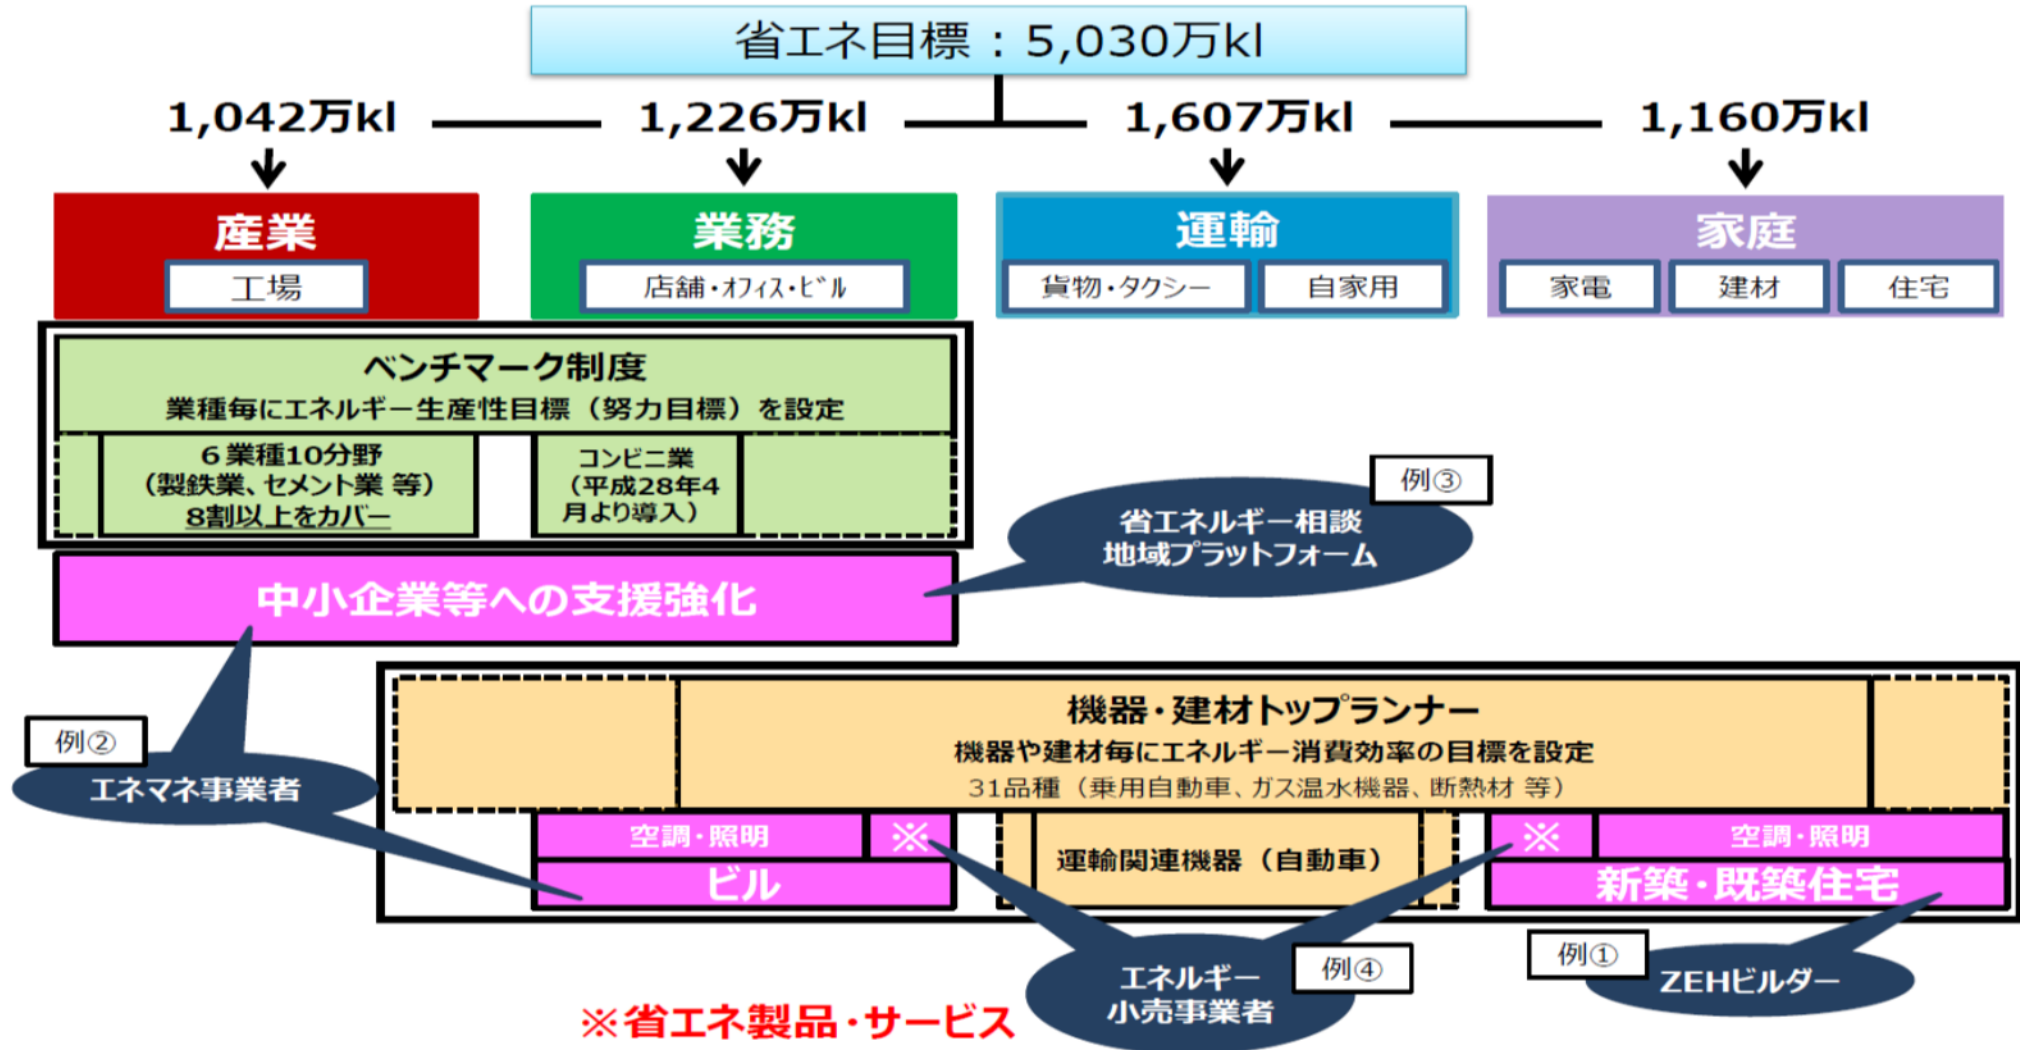 省エネ目標：5,030万kl
1,042万kl
1,226万kl
1,607万kl
1,160万kl
産業
工場
業務
店舗・オフィス・ビル
運輸
貨物・タクシー
自家用
家庭
家電
建材
住宅
ベンチマーク制度
業種毎にエネルギー生産性目標（努力目標）を設定
６業種10分野
（製鉄業、セメント業 等）
8割以上をカバー
コンビニ業
（平成28年4
月より導入）
例③
省エネルギー相談
地域プラットフォーム
中小企業等への支援強化
例②
エネマネ事業者
機器・建材トップランナー
機器や建材毎にエネルギー消費効率の目標を設定
31品種（乗用自動車、ガス温水機器、断熱材 等）
空調・照明
※
ビル
運輸関連機器（自動車）
※
空調・照明
新築・既築住宅
例④
エネルギー
小売事業者
例①
ZEHビルダー
※省エネ製品・サービス